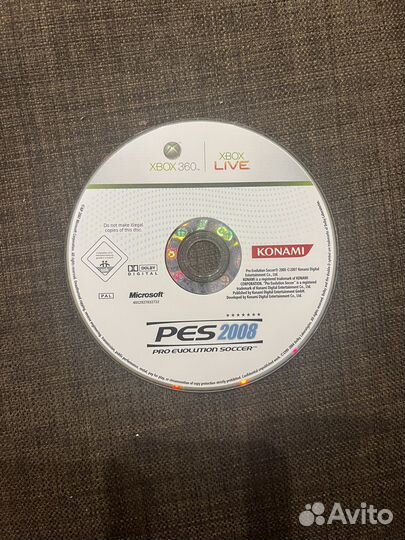 XBOX 360
XBOX
LIVE
Do not make illegal
copies of this disc.
DOLBY
DIGITAL
KONAMI
PAL
Microsoft
Pro Evolution Soccer® 2008 ©2007 Konami Digital
Entertainment Co., Ltd.
KONAMI is a registered trademark of KONAMI
CORPORATION. "Pro Evolution Soccer" is a registered
trademark of Konami Digital Entertainment Co., Ltd.
Published by Konami Digital Entertainment GmbH.
Developed by Konami Digital Entertainment Co., Ltd.
PES 2008
PRO EVOLUTION SOCCER
Avito